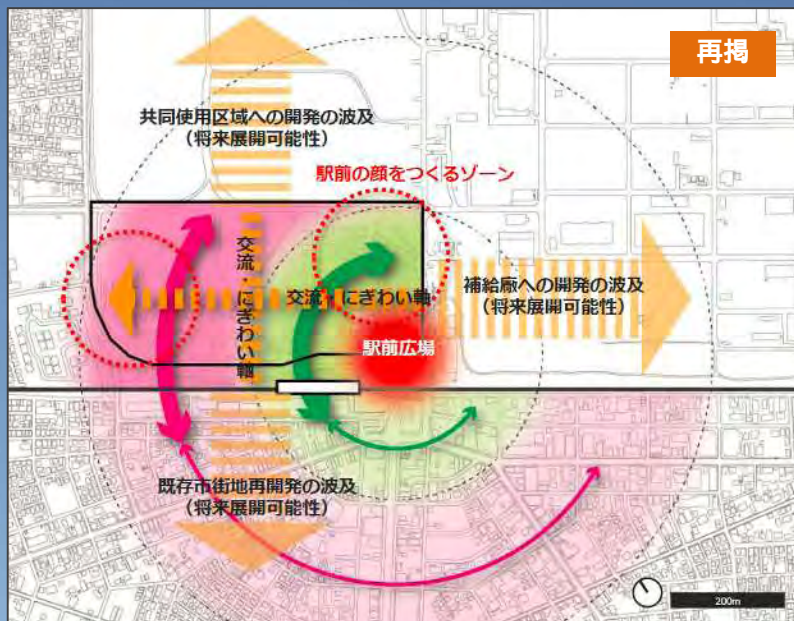 再掲
共同使用区域への開発の波及
（将来展開可能性）
駅前の顔をつくるゾーン
交流・にぎわい軸
交流・にぎわい軸
補給廠への開発の波及
（将来展開可能性）
駅前広場
既存市街地再開発の波及
（将来展開可能性）
200m